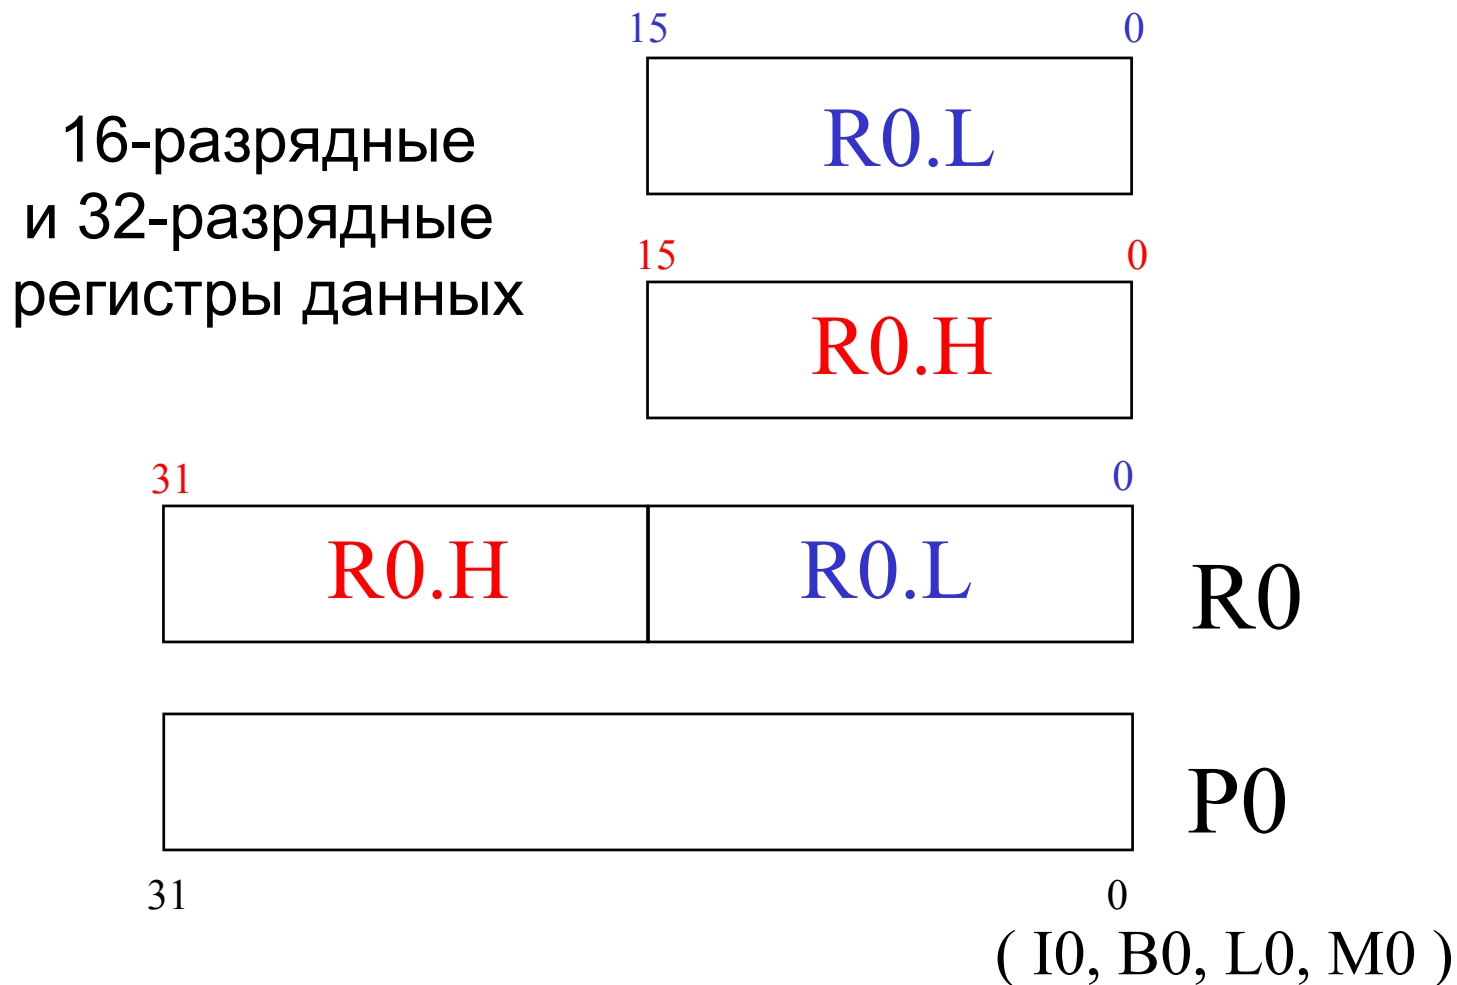 16-разрядные
и 32-разрядные
регистры данных
15 0
R0.L
15 0
R0.H
31 0
R0.H R0.L
R0
P0
31 0
( I0, B0, L0, M0 )